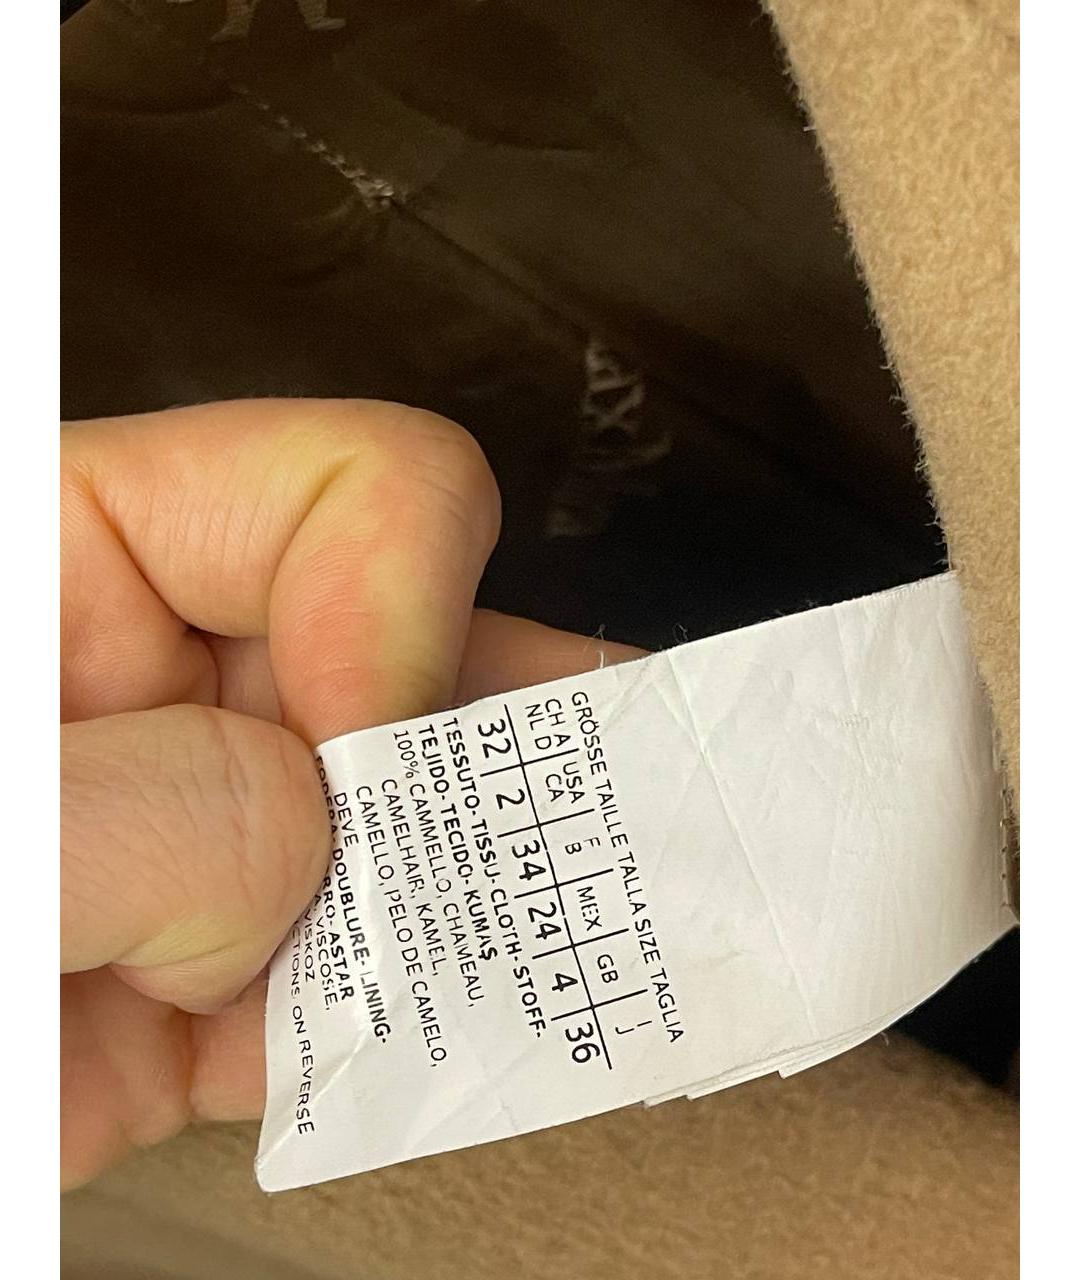 GRÖSSE TAILLE TALLA SIZE TAGLIA
CH A | USA | F | MEX | GB | I
NL D | CA | B | J
32 | 2 | 34 | 24 | 4 | 36
TESSUTO- TISSU- CLOTH- STOFF-
TEJIDO- TECIDO- KUMAŞ
100% CAMMELLO, CHAMEAU,
CAMELHAIR, KAMEL,
CAMELLO, PELO DE CAMELO,
DEVE
FODERA- DOUBLURE- LINING-
ASTAR
VISCOSE,
VISKOZ
ON REVERSE